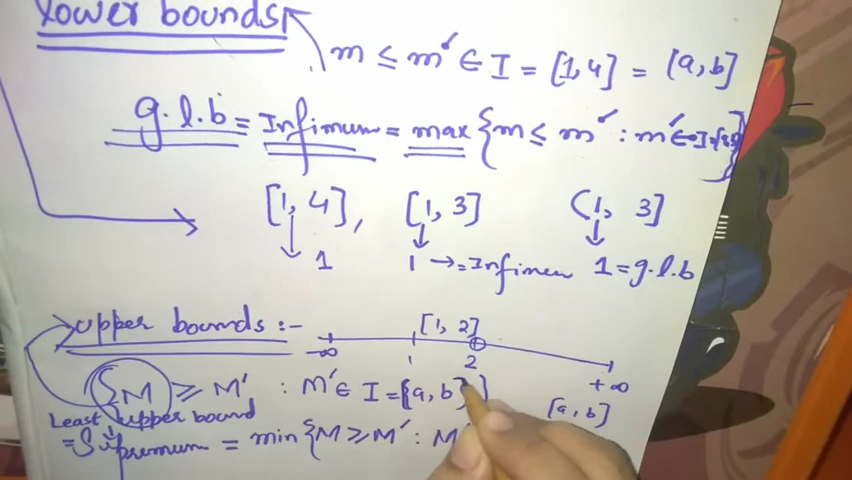 Lower bounds
m ≤ m′ ∈ I = [1,4] = [a,b]
g.l.b = Infimum = max {m ≤ m′ : m′ ∈ I
[1, 4], [1, 3] (1, 3]
1 1 → = Infimum 1 = g.l.b
upper bounds :-
[1, 2]
-∞ 1 2 +∞
{M ≥ M′ : M′ ∈ I = [a,b]}
[a,b]
Least upper bound
= Supremum = min {M ≥ M′ : M′